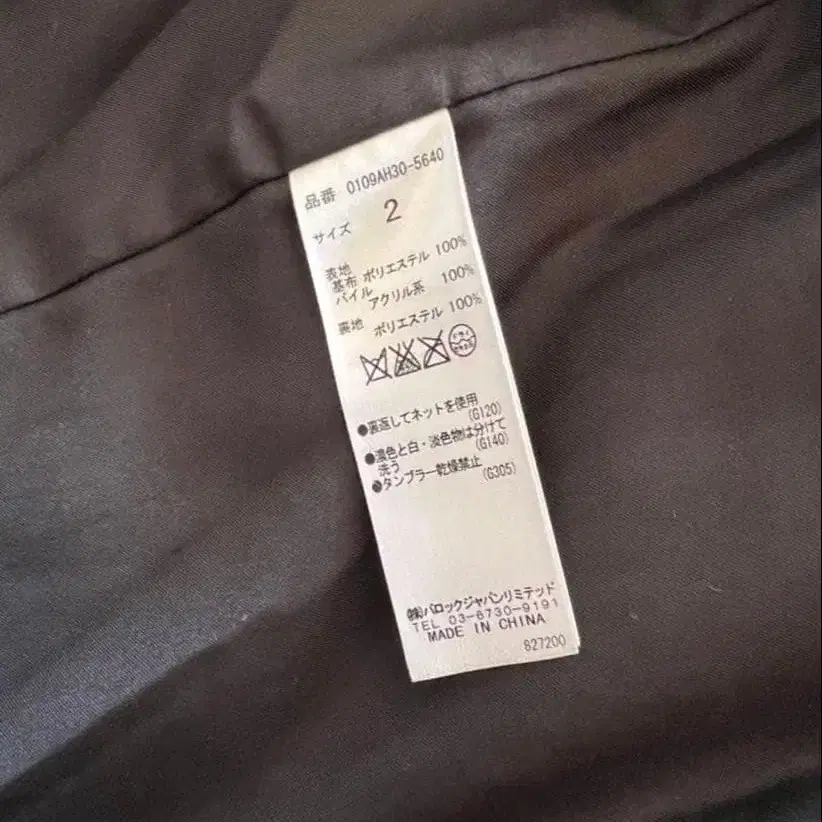 品番 0109AH30-5640
サイズ 2
表地
基布 ポリエステル 100%
パイル アクリル系 100%
裏地 ポリエステル 100%
●裏返してネットを使用
(G120)
●濃色と白・淡色物は分けて
洗う (G140)
●タンブラー乾燥禁止
(G305)
(株)バロックジャパンリミテッド
TEL 03-6730-9191
MADE IN CHINA
827200